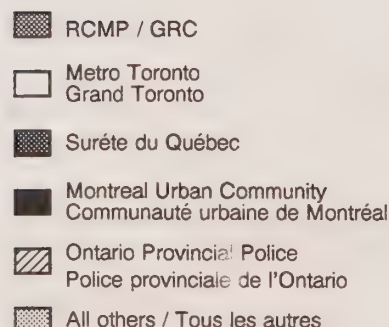 RCMP / GRC
Metro Toronto
Grand Toronto
Suréte du Québec
Montreal Urban Community
Communauté urbaine de Montréal
Ontario Provincial Police
Police provinciale de l'Ontario
All others / Tous les autres